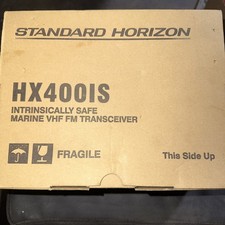 STANDARD HORIZON
HX400IS
INTRINSICALLY SAFE
MARINE VHF FM TRANSCEIVER
FRAGILE
This Side Up